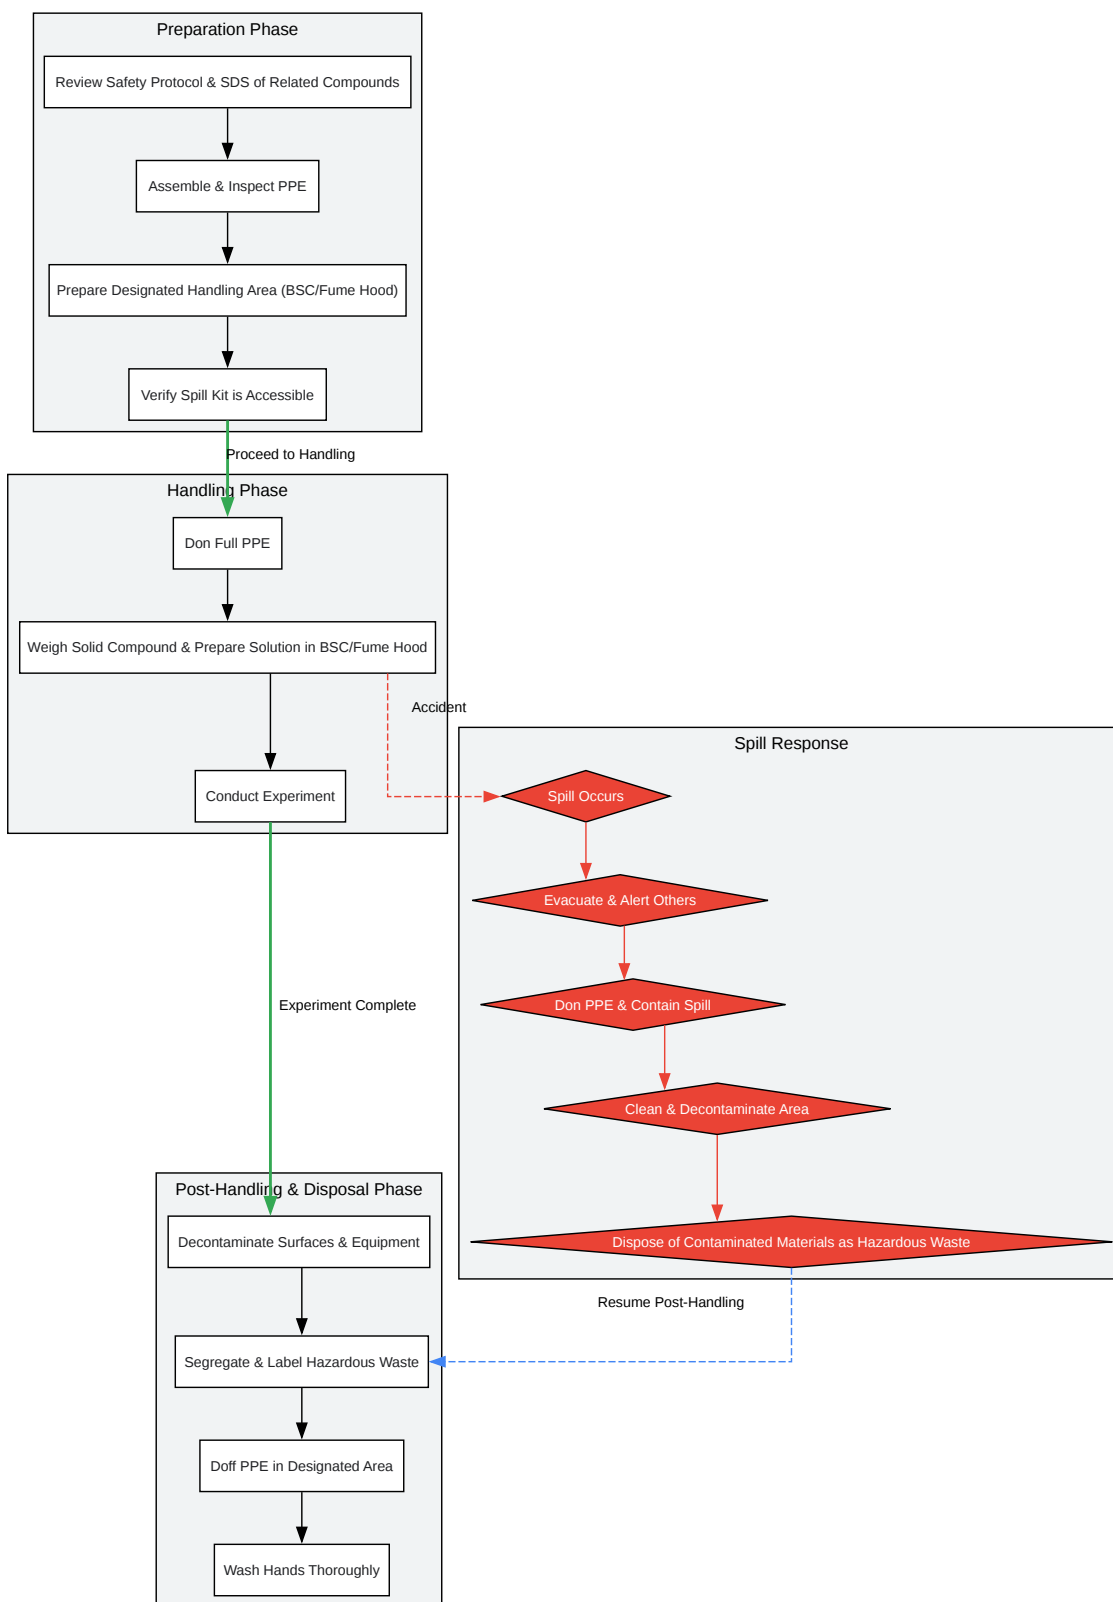 Preparation Phase
Review Safety Protocol & SDS of Related Compounds
Assemble & Inspect PPE
Prepare Designated Handling Area (BSC/Fume Hood)
Verify Spill Kit is Accessible
Proceed to Handling
Handling Phase
Don Full PPE
Weigh Solid Compound & Prepare Solution in BSC/Fume Hood
Accident
Conduct Experiment
Spill Response
Spill Occurs
Evacuate & Alert Others
Don PPE & Contain Spill
Clean & Decontaminate Area
Dispose of Contaminated Materials as Hazardous Waste
Experiment Complete
Resume Post-Handling
Post-Handling & Disposal Phase
Decontaminate Surfaces & Equipment
Segregate & Label Hazardous Waste
Doff PPE in Designated Area
Wash Hands Thoroughly